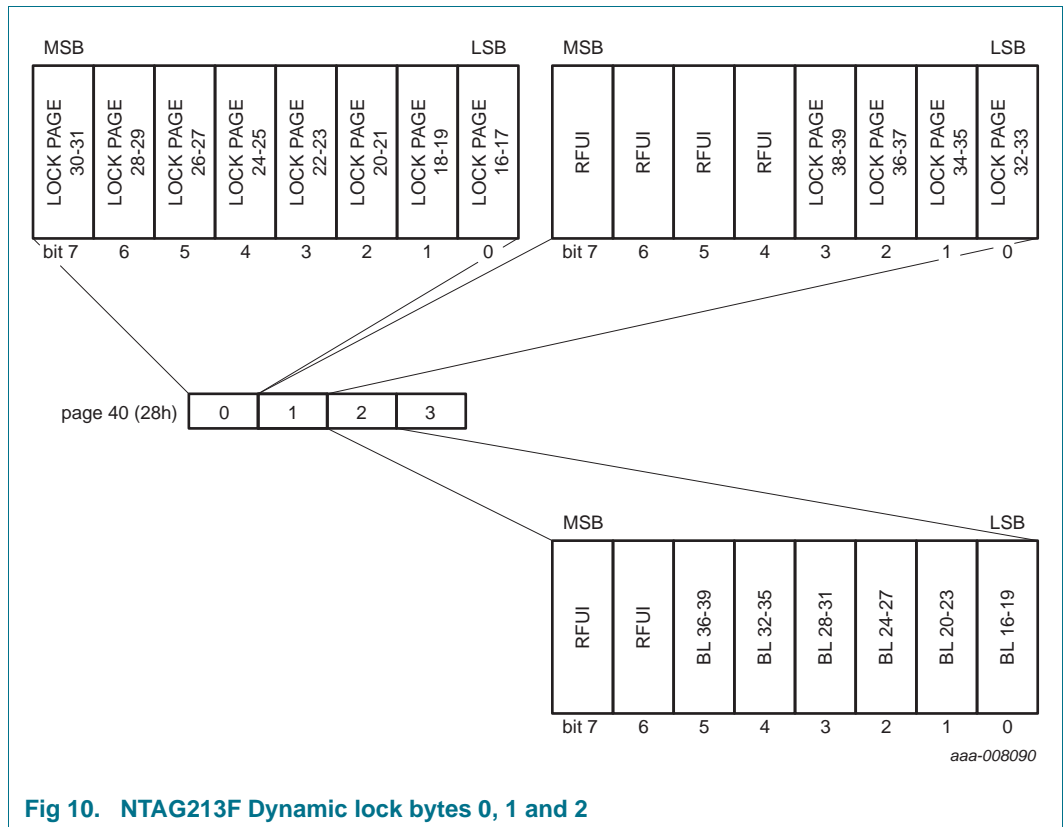 MSB LSB
LOCK PAGE 30-31
LOCK PAGE 28-29
LOCK PAGE 26-27
LOCK PAGE 24-25
LOCK PAGE 22-23
LOCK PAGE 20-21
LOCK PAGE 18-19
LOCK PAGE 16-17
bit 7 6 5 4 3 2 1 0
MSB LSB
RFUI
RFUI
RFUI
RFUI
LOCK PAGE 38-39
LOCK PAGE 36-37
LOCK PAGE 34-35
LOCK PAGE 32-33
bit 7 6 5 4 3 2 1 0
page 40 (28h) 0 1 2 3
MSB LSB
RFUI
RFUI
BL 36-39
BL 32-35
BL 28-31
BL 24-27
BL 20-23
BL 16-19
bit 7 6 5 4 3 2 1 0
aaa-008090
Fig 10. NTAG213F Dynamic lock bytes 0, 1 and 2